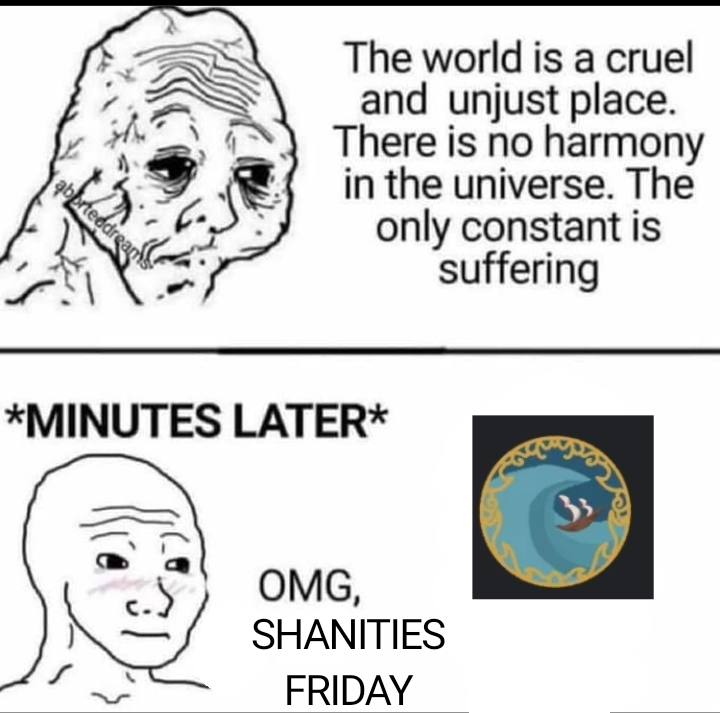 The world is a cruel
and unjust place.
There is no harmony
in the universe. The
only constant is
suffering
aborteddreams
*MINUTES LATER*
OMG,
SHANITIES
FRIDAY